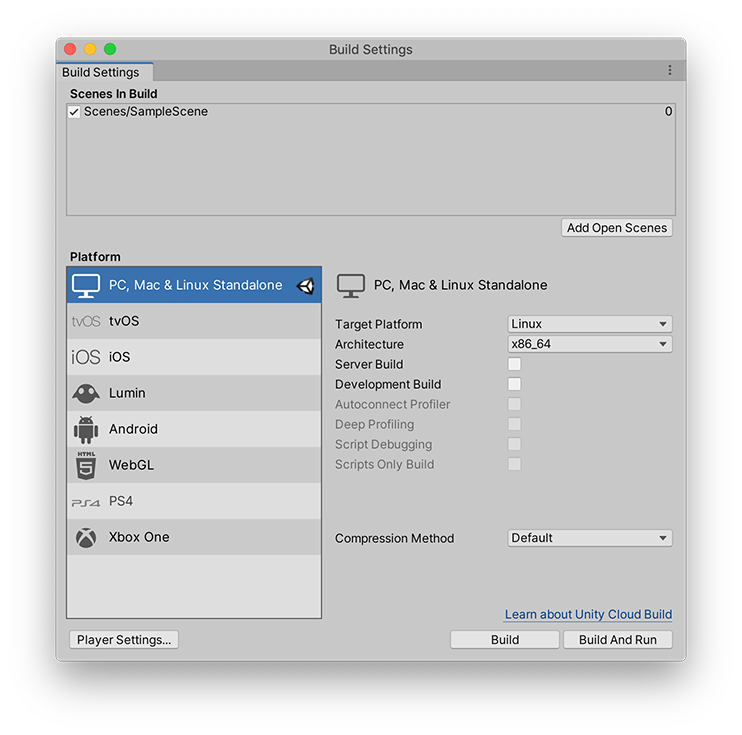 Build Settings
Build Settings
Scenes In Build
Scenes/SampleScene 0
Add Open Scenes
Platform
PC, Mac & Linux Standalone
tvOS tvOS
iOS iOS
Lumin
Android
HTML 5 WebGL
PS4 PS4
Xbox One
PC, Mac & Linux Standalone
Target Platform Linux
Architecture x86_64
Server Build
Development Build
Autoconnect Profiler
Deep Profiling
Script Debugging
Scripts Only Build
Compression Method Default
Learn about Unity Cloud Build
Player Settings... Build Build And Run